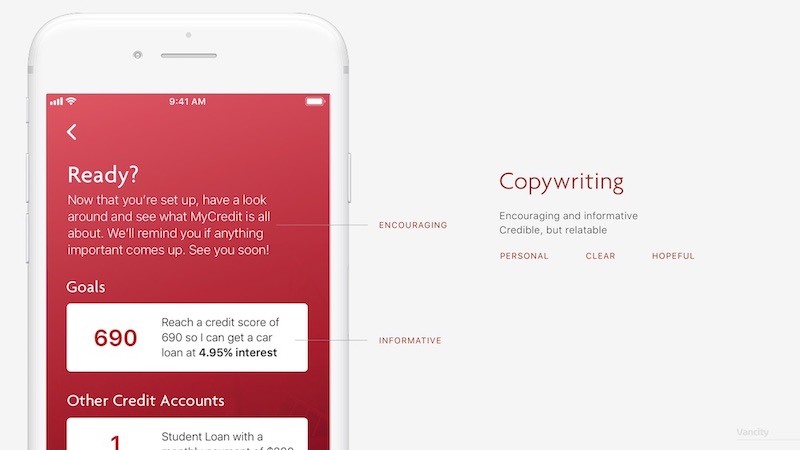 9:41 AM
Ready?
Now that you're set up, have a look
around and see what MyCredit is all
about. We'll remind you if anything
important comes up. See you soon!
ENCOURAGING
Goals
690
Reach a credit score of
690 so I can get a car
loan at 4.95% interest
INFORMATIVE
Other Credit Accounts
1
Student Loan with a
monthly payment of
Copywriting
Encouraging and informative
Credible, but relatable
PERSONAL
CLEAR
HOPEFUL
Vancity